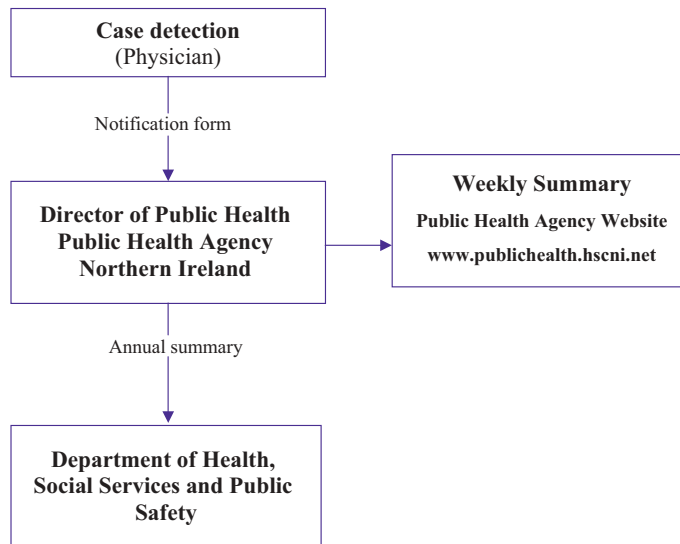 Case detection
(Physician)
Notification form
Director of Public Health
Public Health Agency
Northern Ireland
Weekly Summary
Public Health Agency Website
www.publichealth.hscni.net
Annual summary
Department of Health,
Social Services and Public
Safety